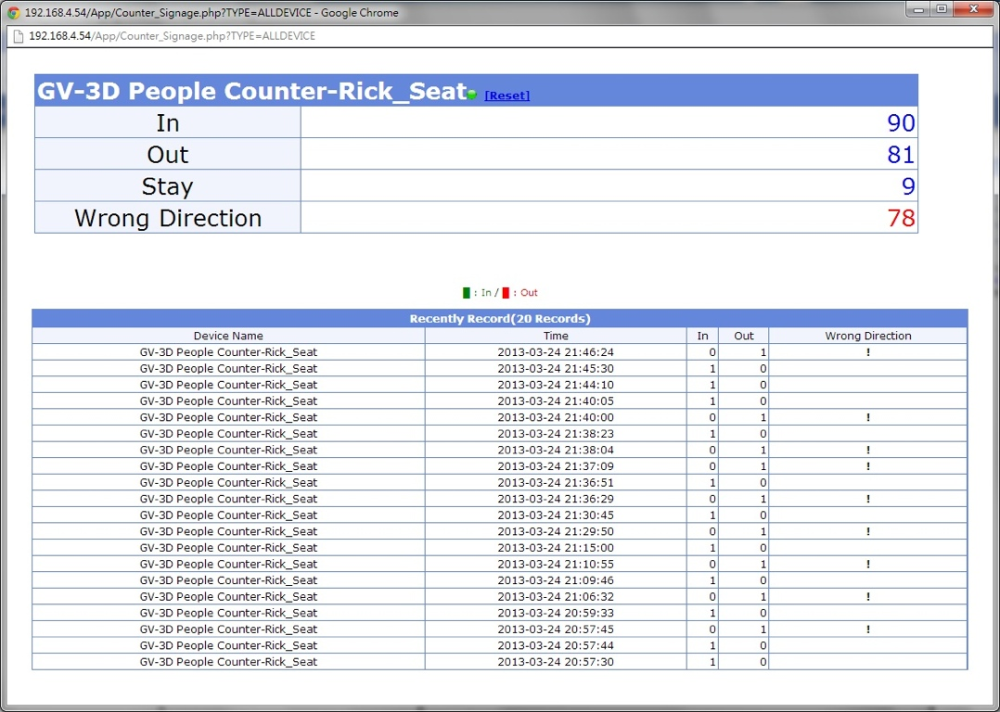 192.168.4.54/App/Counter_Signage.php?TYPE=ALLDEVICE - Google Chrome
192.168.4.54/App/Counter_Signage.php?TYPE=ALLDEVICE
GV-3D People Counter-Rick_Seat [Reset]
In 90
Out 81
Stay 9
Wrong Direction 78
: In / : Out
Recently Record(20 Records)
Device Name Time In Out Wrong Direction
GV-3D People Counter-Rick_Seat 2013-03-24 21:46:24 0 1 !
GV-3D People Counter-Rick_Seat 2013-03-24 21:45:30 1 0
GV-3D People Counter-Rick_Seat 2013-03-24 21:44:10 1 0
GV-3D People Counter-Rick_Seat 2013-03-24 21:40:05 1 0
GV-3D People Counter-Rick_Seat 2013-03-24 21:40:00 0 1 !
GV-3D People Counter-Rick_Seat 2013-03-24 21:38:23 1 0
GV-3D People Counter-Rick_Seat 2013-03-24 21:38:04 0 1 !
GV-3D People Counter-Rick_Seat 2013-03-24 21:37:09 0 1 !
GV-3D People Counter-Rick_Seat 2013-03-24 21:36:51 1 0
GV-3D People Counter-Rick_Seat 2013-03-24 21:36:29 0 1 !
GV-3D People Counter-Rick_Seat 2013-03-24 21:30:45 1 0
GV-3D People Counter-Rick_Seat 2013-03-24 21:29:50 0 1 !
GV-3D People Counter-Rick_Seat 2013-03-24 21:15:00 1 0
GV-3D People Counter-Rick_Seat 2013-03-24 21:10:55 0 1 !
GV-3D People Counter-Rick_Seat 2013-03-24 21:09:46 1 0
GV-3D People Counter-Rick_Seat 2013-03-24 21:06:32 0 1 !
GV-3D People Counter-Rick_Seat 2013-03-24 20:59:33 1 0
GV-3D People Counter-Rick_Seat 2013-03-24 20:57:45 0 1 !
GV-3D People Counter-Rick_Seat 2013-03-24 20:57:44 1 0
GV-3D People Counter-Rick_Seat 2013-03-24 20:57:30 1 0